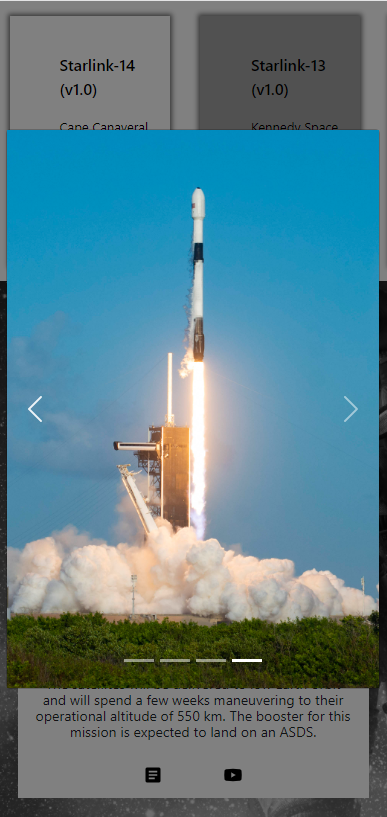 Starlink-14
(v1.0)
Starlink-13
(v1.0)
Cape Canaveral
Kennedy Space
and will spend a few weeks maneuvering to their
operational altitude of 550 km. The booster for this
mission is expected to land on an ASDS.